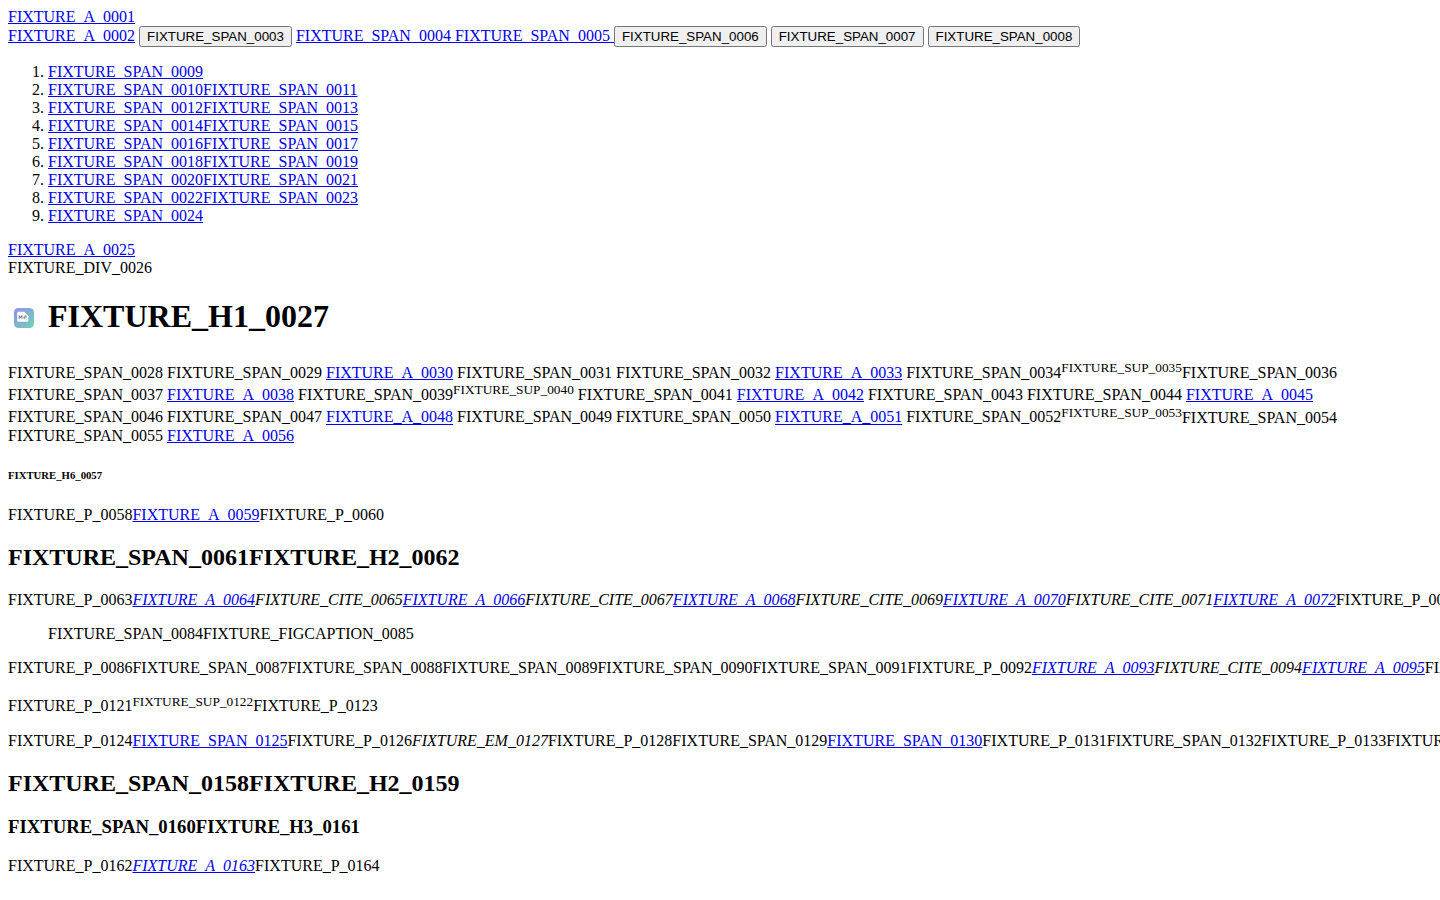 FIXTURE_A_0001
FIXTURE_A_0002 FIXTURE_SPAN_0003 FIXTURE_SPAN_0004 FIXTURE_SPAN_0005 FIXTURE_SPAN_0006 FIXTURE_SPAN_0007 FIXTURE_SPAN_0008
1. FIXTURE_SPAN_0009
2. FIXTURE_SPAN_0010FIXTURE_SPAN_0011
3. FIXTURE_SPAN_0012FIXTURE_SPAN_0013
4. FIXTURE_SPAN_0014FIXTURE_SPAN_0015
5. FIXTURE_SPAN_0016FIXTURE_SPAN_0017
6. FIXTURE_SPAN_0018FIXTURE_SPAN_0019
7. FIXTURE_SPAN_0020FIXTURE_SPAN_0021
8. FIXTURE_SPAN_0022FIXTURE_SPAN_0023
9. FIXTURE_SPAN_0024
FIXTURE_A_0025
FIXTURE_DIV_0026
FIXTURE_H1_0027
FIXTURE_SPAN_0028 FIXTURE_SPAN_0029 FIXTURE_A_0030 FIXTURE_SPAN_0031 FIXTURE_SPAN_0032 FIXTURE_A_0033 FIXTURE_SPAN_0034FIXTURE_SUP_0035FIXTURE_SPAN_0036
FIXTURE_SPAN_0037 FIXTURE_A_0038 FIXTURE_SPAN_0039FIXTURE_SUP_0040 FIXTURE_SPAN_0041 FIXTURE_A_0042 FIXTURE_SPAN_0043 FIXTURE_SPAN_0044 FIXTURE_A_0045
FIXTURE_SPAN_0046 FIXTURE_SPAN_0047 FIXTURE_A_0048 FIXTURE_SPAN_0049 FIXTURE_SPAN_0050 FIXTURE_A_0051 FIXTURE_SPAN_0052FIXTURE_SUP_0053FIXTURE_SPAN_0054
FIXTURE_SPAN_0055 FIXTURE_A_0056
FIXTURE_H6_0057
FIXTURE_P_0058FIXTURE_A_0059FIXTURE_P_0060
FIXTURE_SPAN_0061FIXTURE_H2_0062
FIXTURE_P_0063FIXTURE_A_0064FIXTURE_CITE_0065FIXTURE_A_0066FIXTURE_CITE_0067FIXTURE_A_0068FIXTURE_CITE_0069FIXTURE_A_0070FIXTURE_CITE_0071FIXTURE_A_0072FIXTURE_P_00
FIXTURE_SPAN_0084FIXTURE_FIGCAPTION_0085
FIXTURE_P_0086FIXTURE_SPAN_0087FIXTURE_SPAN_0088FIXTURE_SPAN_0089FIXTURE_SPAN_0090FIXTURE_SPAN_0091FIXTURE_P_0092FIXTURE_A_0093FIXTURE_CITE_0094FIXTURE_A_0095FI
FIXTURE_P_0121FIXTURE_SUP_0122FIXTURE_P_0123
FIXTURE_P_0124FIXTURE_SPAN_0125FIXTURE_P_0126FIXTURE_EM_0127FIXTURE_P_0128FIXTURE_SPAN_0129FIXTURE_SPAN_0130FIXTURE_P_0131FIXTURE_SPAN_0132FIXTURE_P_0133FIXTUR
FIXTURE_SPAN_0158FIXTURE_H2_0159
FIXTURE_SPAN_0160FIXTURE_H3_0161
FIXTURE_P_0162FIXTURE_A_0163FIXTURE_P_0164